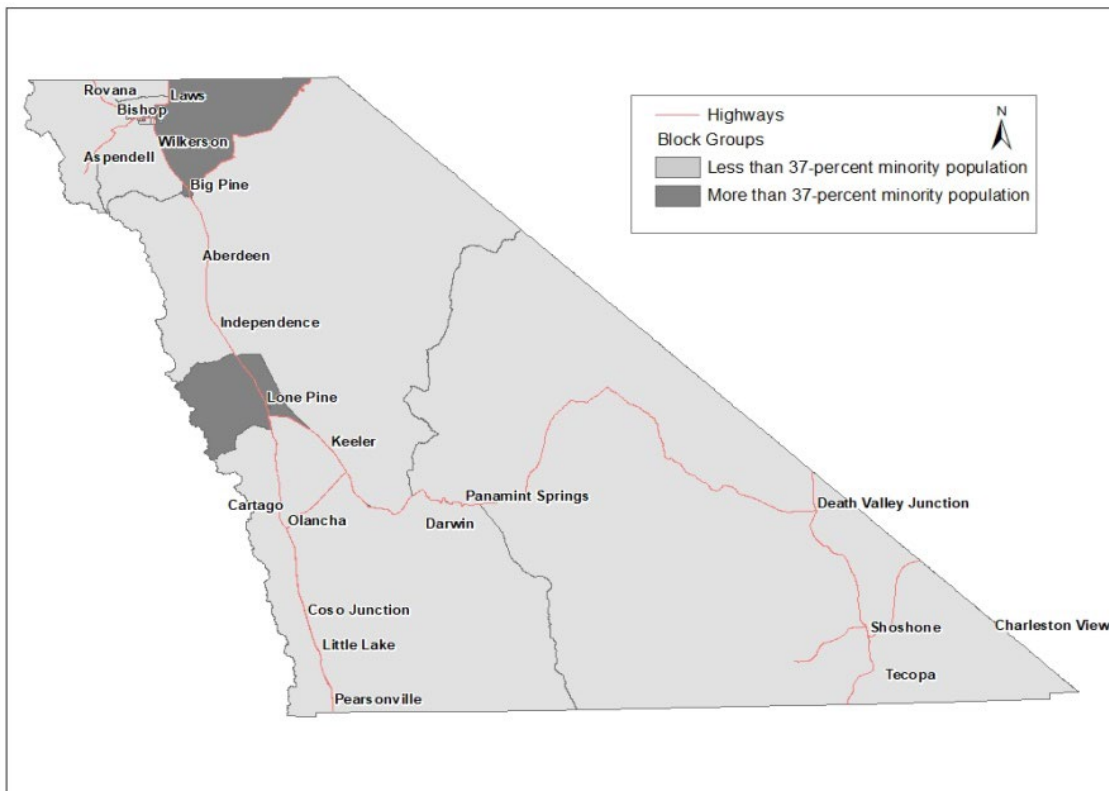 Rovana
Laws
Bishop
Wilkerson
Aspendell
Big Pine
Aberdeen
Independence
Lone Pine
Keeler
Cartago
Olancha
Darwin
Panamint Springs
Death Valley Junction
Coso Junction
Little Lake
Pearsonville
Shoshone
Charleston View
Tecopa
N
Highways
Block Groups
Less than 37-percent minority population
More than 37-percent minority population